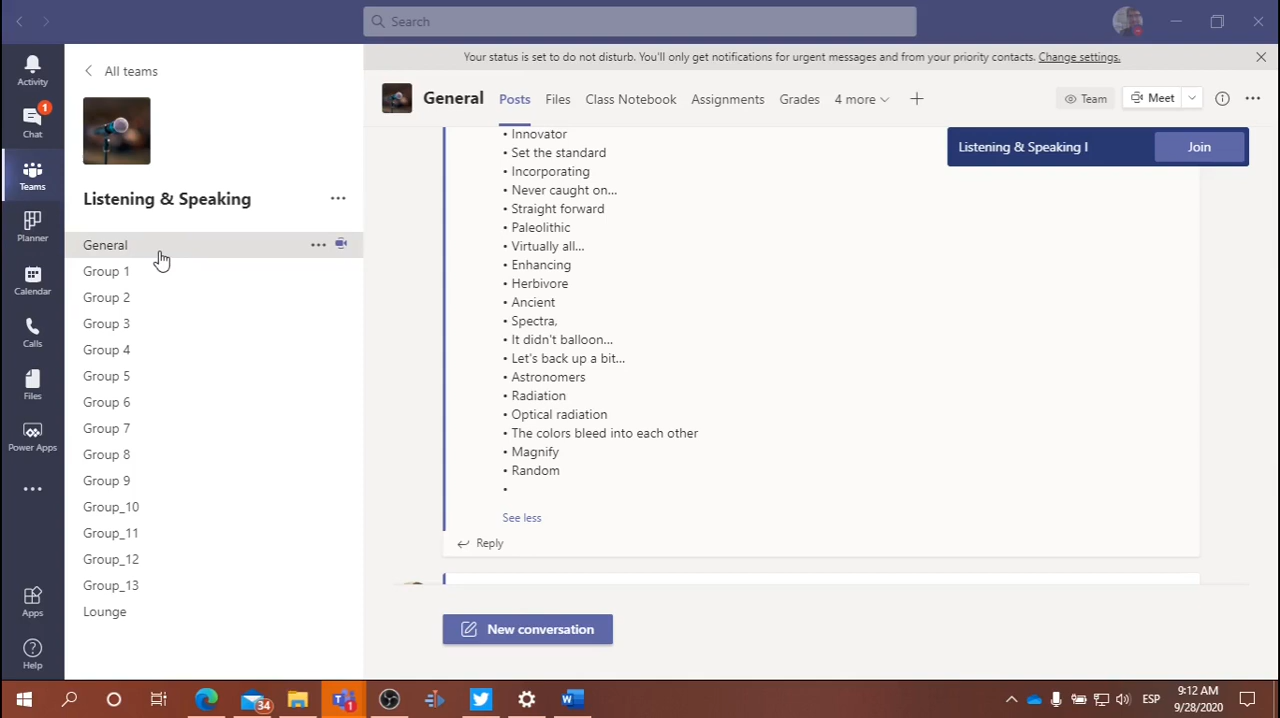 Search
Your status is set to do not disturb. You'll only get notifications for urgent messages and from your priority contacts. Change settings.
Activity
1
Chat
Teams
Planner
Calendar
Calls
Files
Power Apps
Apps
Help
All teams
Listening & Speaking
General
Group 1
Group 2
Group 3
Group 4
Group 5
Group 6
Group 7
Group 8
Group 9
Group_10
Group_11
Group_12
Group_13
Lounge
General Posts Files Class Notebook Assignments Grades 4 more Team Meet
Listening & Speaking I Join
• Innovator
• Set the standard
• Incorporating
• Never caught on...
• Straight forward
• Paleolithic
• Virtually all...
• Enhancing
• Herbivore
• Ancient
• Spectra,
• It didn't balloon...
• Let's back up a bit...
• Astronomers
• Radiation
• Optical radiation
• The colors bleed into each other
• Magnify
• Random
•
See less
Reply
New conversation
34
1
ESP
9:12 AM
9/28/2020